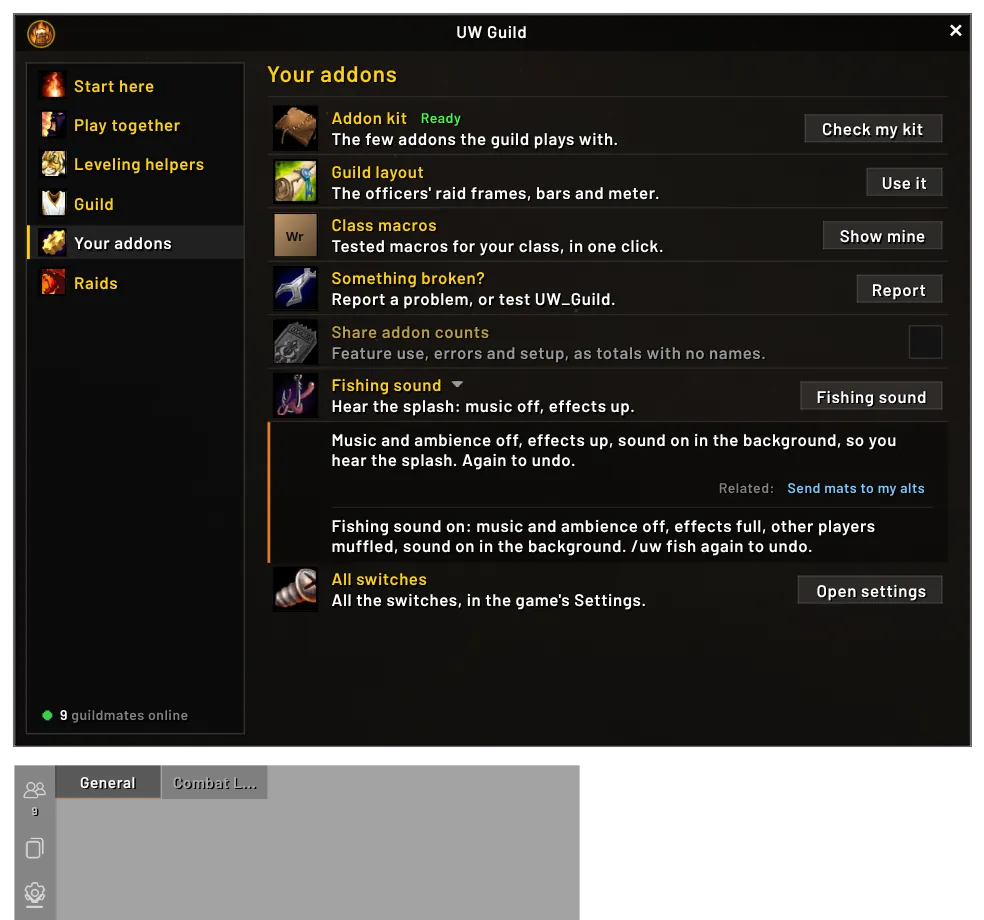 UW Guild
Start here
Play together
Leveling helpers
Guild
Your addons
Raids
9 guildmates online
Your addons
Addon kit Ready
The few addons the guild plays with.
Check my kit
Guild layout
The officers' raid frames, bars and meter.
Use it
Wr
Class macros
Tested macros for your class, in one click.
Show mine
Something broken?
Report a problem, or test UW_Guild.
Report
Share addon counts
Feature use, errors and setup, as totals with no names.
Fishing sound
Hear the splash: music off, effects up.
Fishing sound
Music and ambience off, effects up, sound on in the background, so you
hear the splash. Again to undo.
Related: Send mats to my alts
Fishing sound on: music and ambience off, effects full, other players
muffled, sound on in the background. /uw fish again to undo.
All switches
All the switches, in the game's Settings.
Open settings
General
Combat L...
9